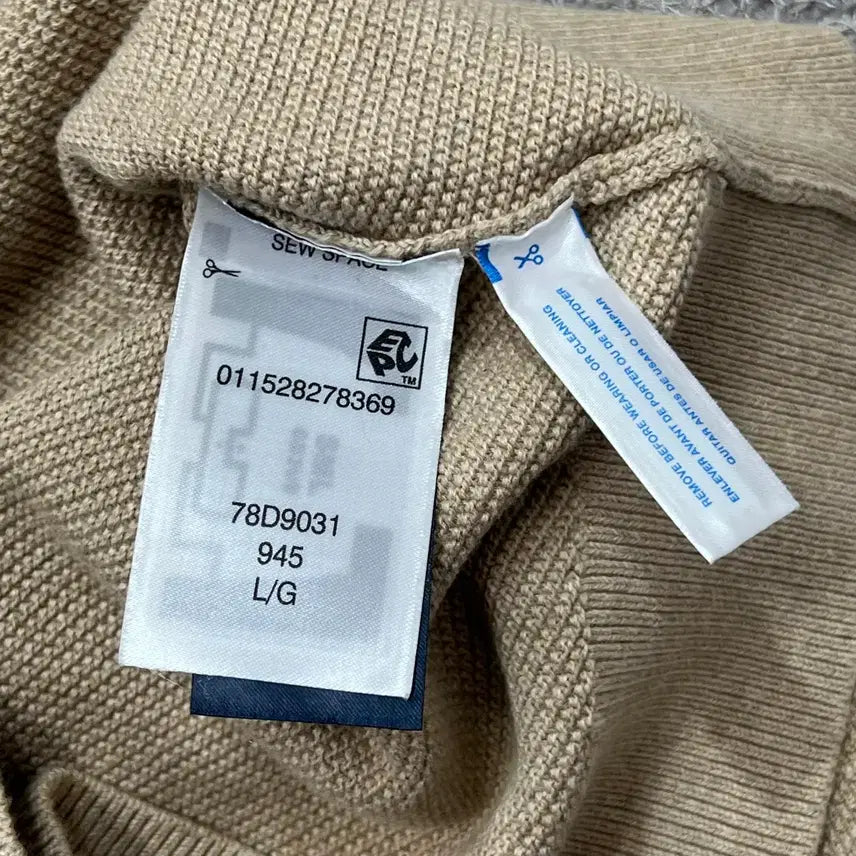 SEW SPACE
EPC
TM
011528278369
78D9031
945
L/G
REMOVE BEFORE WEARING OR CLEANING
ENLEVER AVANT DE PORTER OU DE NETTOYER
QUITAR ANTES DE USAR O LIMPIAR